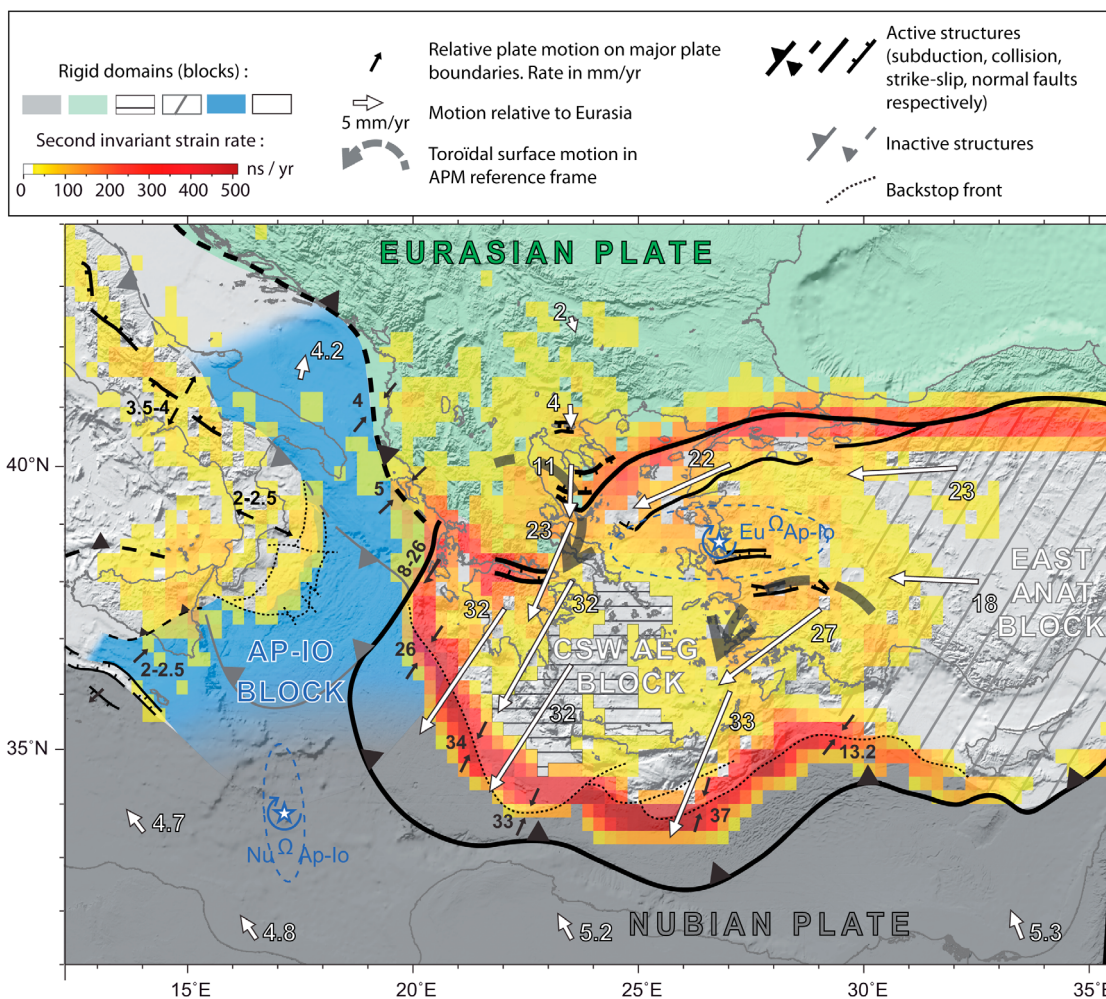 Rigid domains (blocks) :
Second invariant strain rate :
ns / yr
0 100 200 300 400 500
Relative plate motion on major plate
boundaries. Rate in mm/yr
5 mm/yr
Motion relative to Eurasia
Toroïdal surface motion in
APM reference frame
Active structures
(subduction, collision,
strike-slip, normal faults
respectively)
Inactive structures
Backstop front
EURASIAN PLATE
2
4.2
4
4
3.5-4
40°N
11
22
23
5
2-2.5
23
Eu Ω Ap-Io
8-26
EAST
ANAT.
BLOCK
18
32
32
27
26
CSW AEG
BLOCK
AP-IO
BLOCK
2-2.5
32
33
35°N
34
13.2
33
37
4.7
Nu Ω Ap-Io
NUBIAN PLATE
4.8
5.2
5.3
15°E
20°E
25°E
30°E
35°E